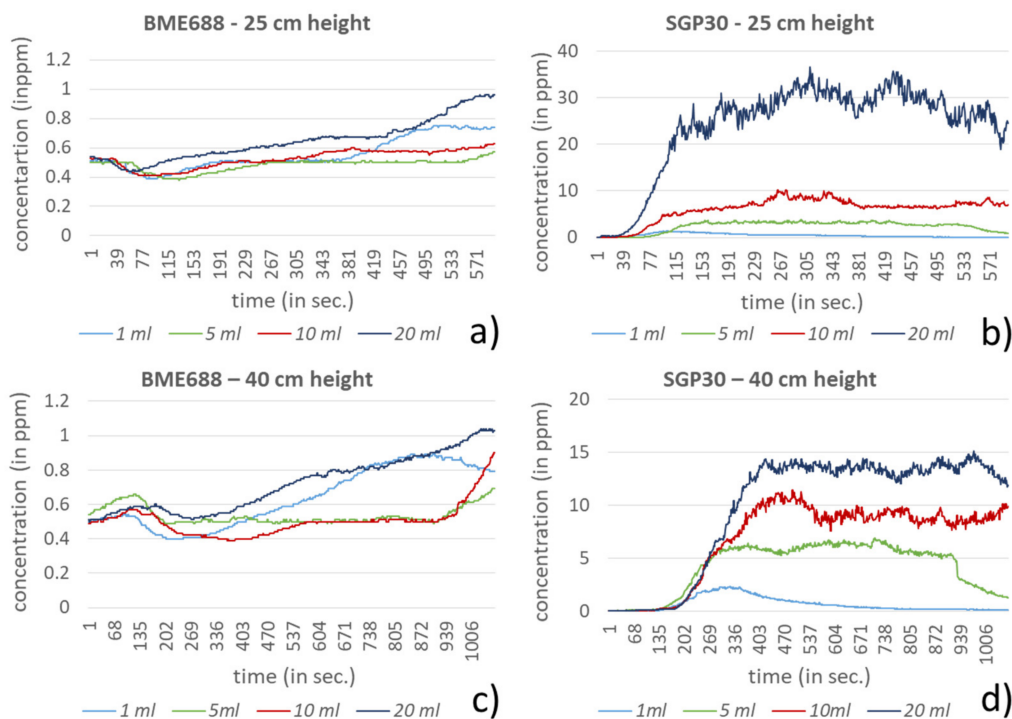 BME688 - 25 cm height
concentartion (inppm)
1.2
1
0.8
0.6
0.4
0.2
0
1 39 77 115 153 191 229 267 305 343 381 419 457 495 533 571
time (in sec.)
1 ml 5 ml 10 ml 20 ml
a)
SGP30 - 25 cm height
concentration (in ppm)
40
30
20
10
0
1 39 77 115 153 191 229 267 305 343 381 419 457 495 533 571
time (in sec.)
1 ml 5 ml 10 ml 20 ml
b)
BME688 – 40 cm height
concentration (in ppm)
1.2
1
0.8
0.6
0.4
0.2
0
1 68 135 202 269 336 403 470 537 604 671 738 805 872 939 1006
time (in sec.)
1 ml 5ml 10 ml 20 ml
c)
SGP30 – 40 cm height
concentration (in ppm)
20
15
10
5
0
1 68 135 202 269 336 403 470 537 604 671 738 805 872 939 1006
time (in sec.)
1ml 5 ml 10ml 20 ml
d)